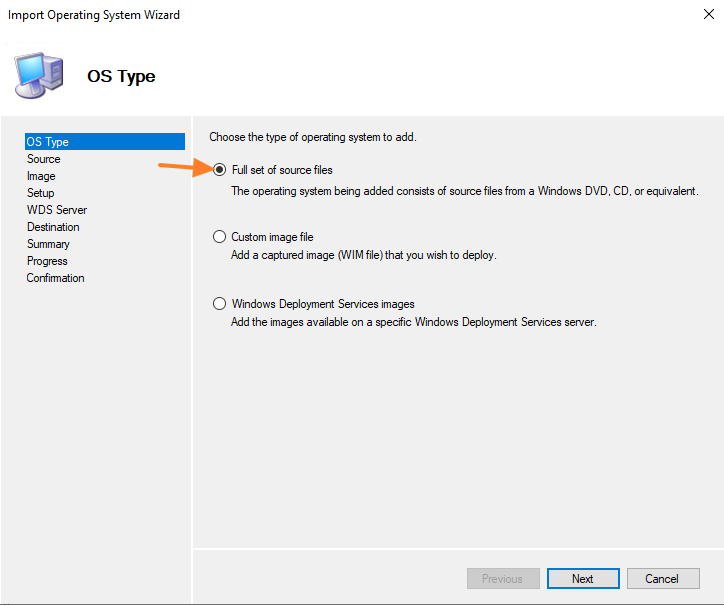 Import Operating System Wizard
OS Type
OS Type
Source
Image
Setup
WDS Server
Destination
Summary
Progress
Confirmation
Choose the type of operating system to add.
Full set of source files
The operating system being added consists of source files from a Windows DVD, CD, or equivalent.
Custom image file
Add a captured image (WIM file) that you wish to deploy.
Windows Deployment Services images
Add the images available on a specific Windows Deployment Services server.
Previous
Next
Cancel